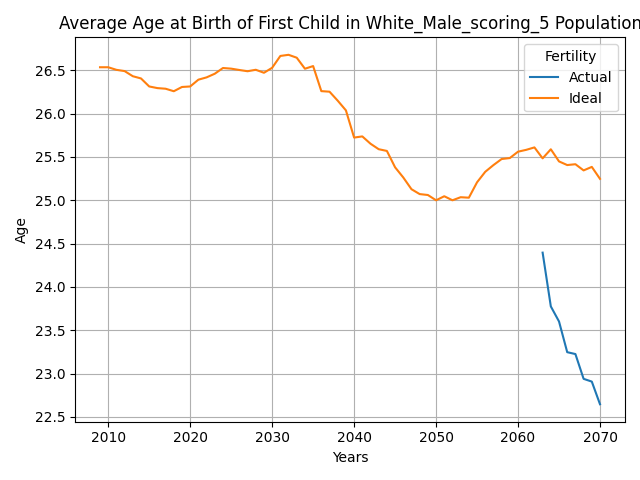 Average Age at Birth of First Child in White_Male_scoring_5 Population
Fertility
Actual
Ideal
Age
26.5
26.0
25.5
25.0
24.5
24.0
23.5
23.0
22.5
2010 2020 2030 2040 2050 2060 2070
Years